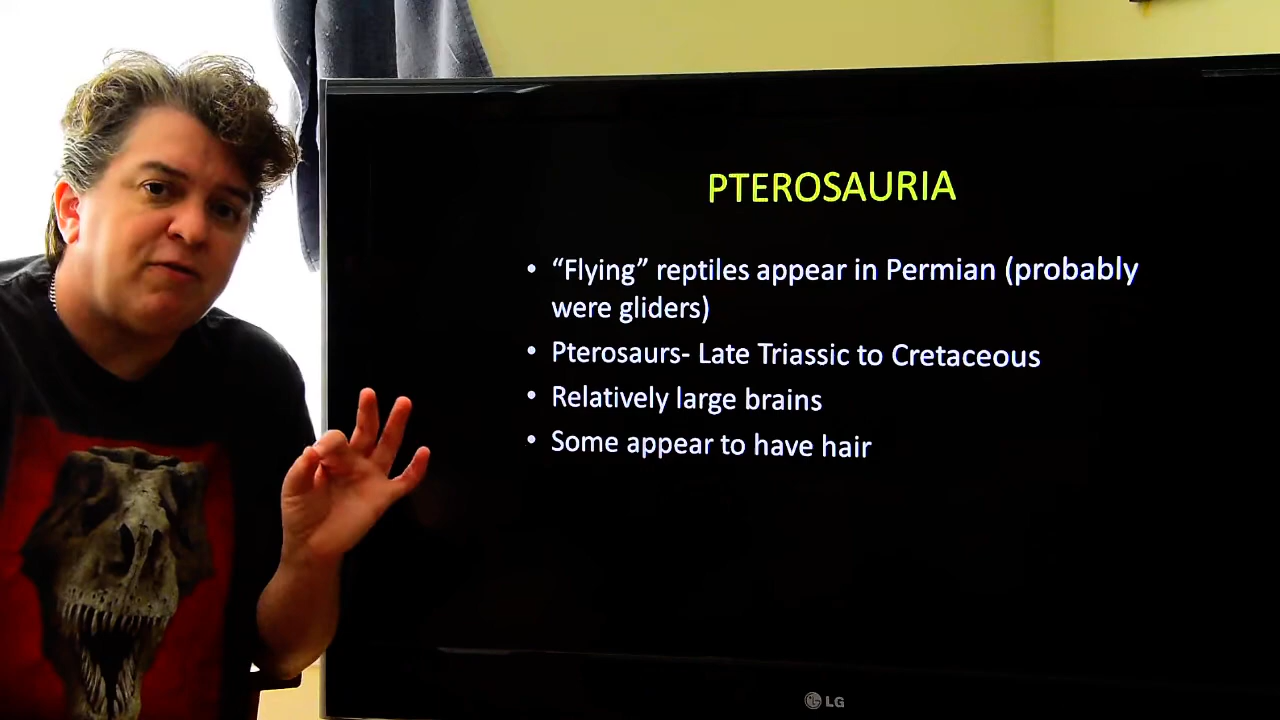 PTEROSAURIA
• “Flying” reptiles appear in Permian (probably
were gliders)
• Pterosaurs- Late Triassic to Cretaceous
• Relatively large brains
• Some appear to have hair
LG